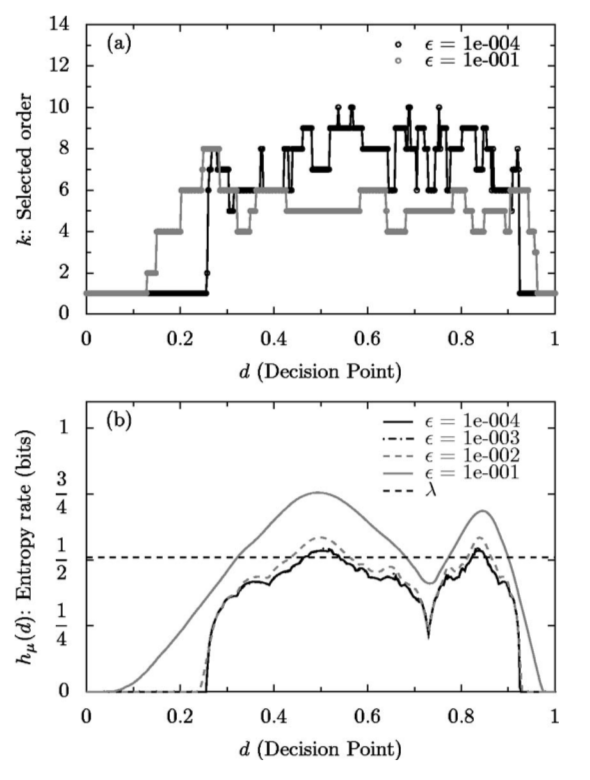 (a)
ϵ = 1e-004
ϵ = 1e-001
14
12
10
8
6
4
2
0
k: Selected order
0 0.2 0.4 0.6 0.8 1
d (Decision Point)
(b)
ϵ = 1e-004
ϵ = 1e-003
ϵ = 1e-002
ϵ = 1e-001
λ
1
3/4
1/2
1/4
0
hμ(d): Entropy rate (bits)
0 0.2 0.4 0.6 0.8 1
d (Decision Point)